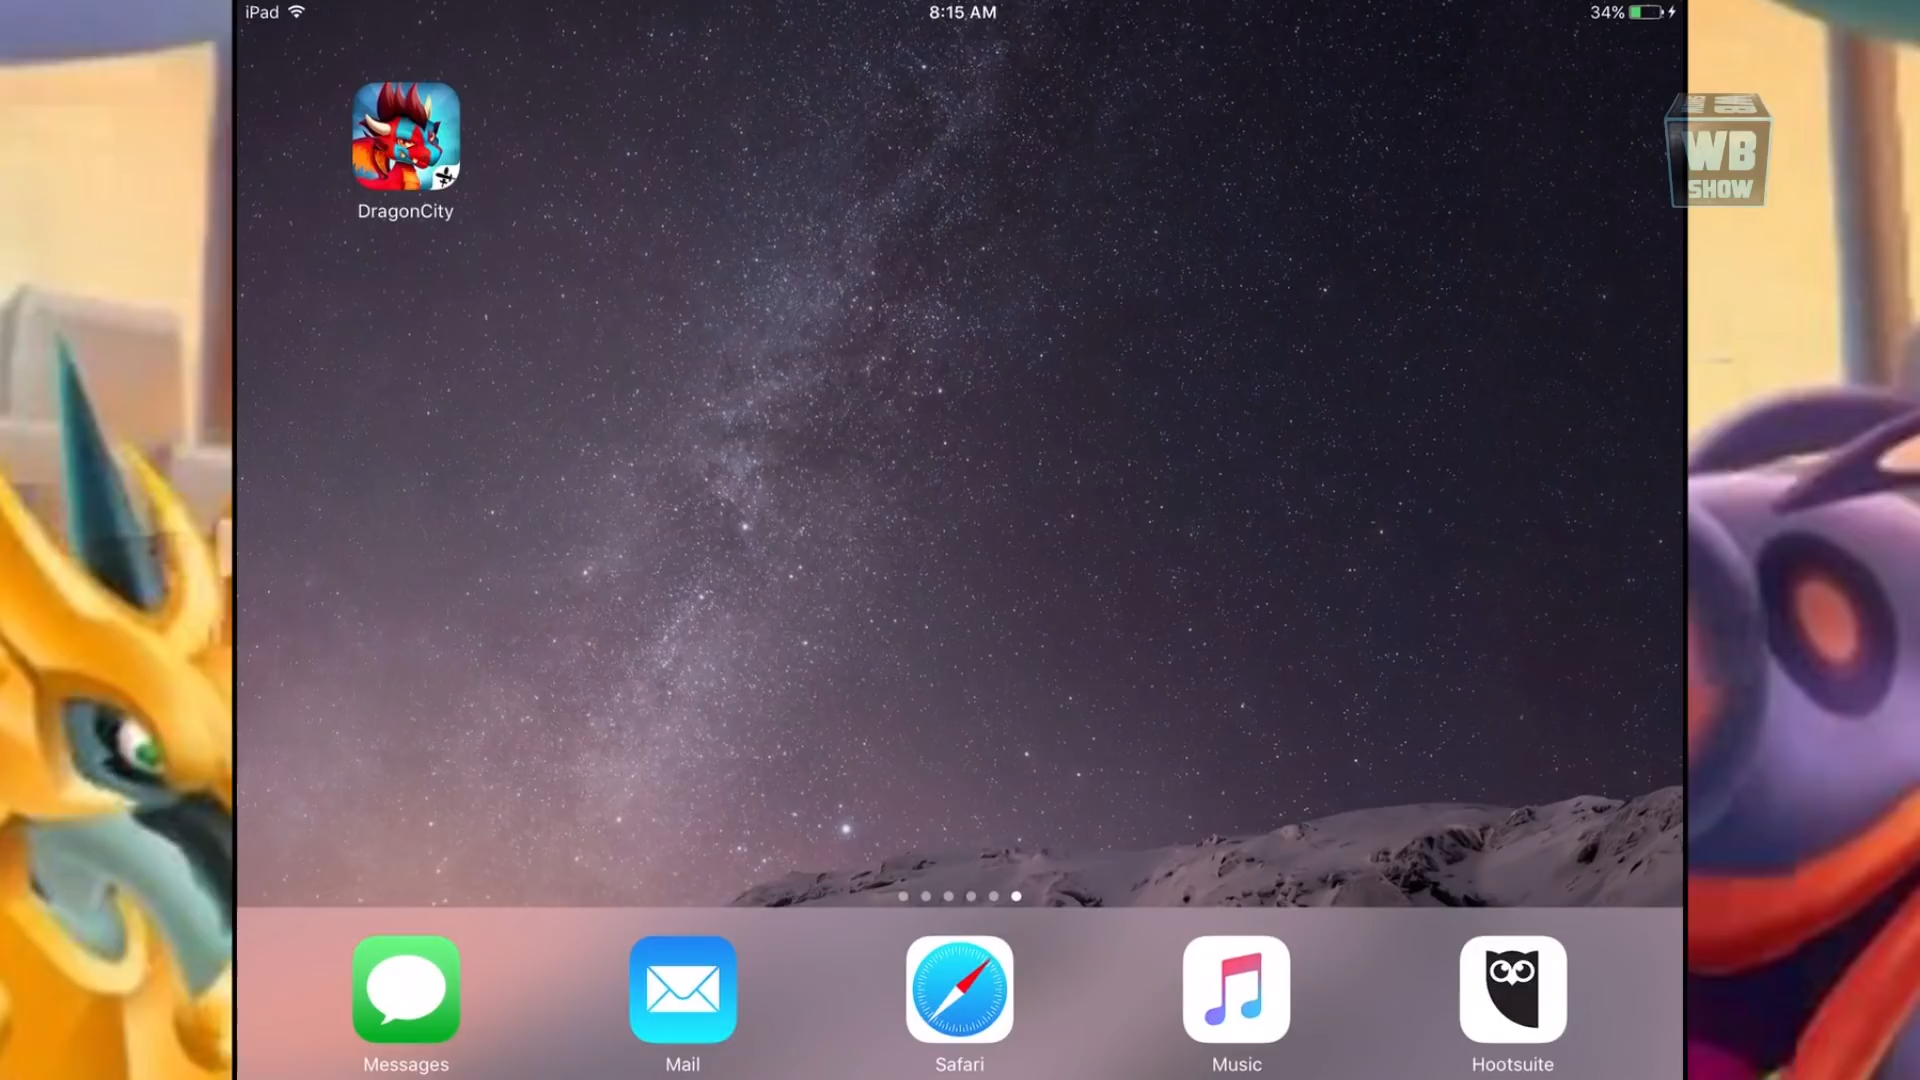 iPad 8:15 AM 34%
DragonCity
WB
SHOW
Messages Mail Safari Music Hootsuite